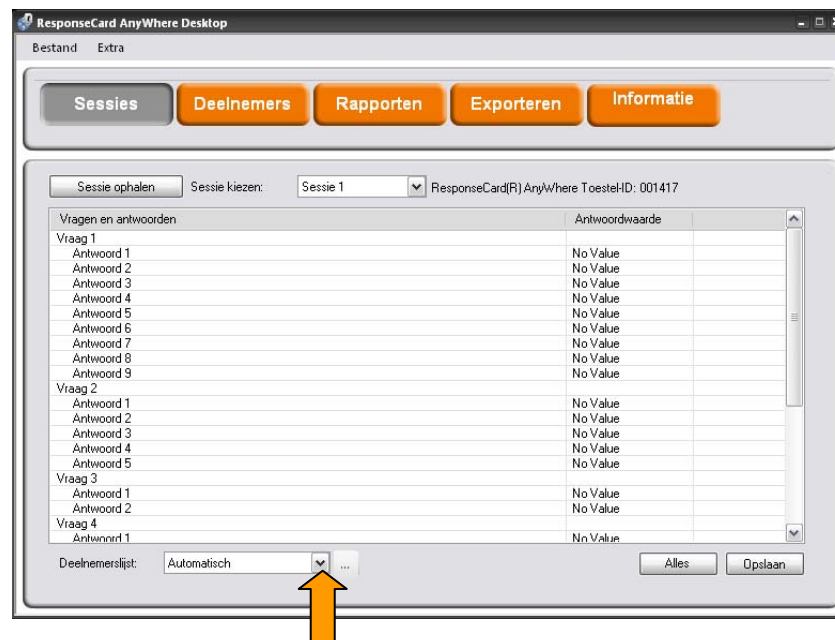 ResponseCard AnyWhere Desktop
Bestand Extra
Sessies Deelnemers Rapporten Exporteren Informatie
Sessie ophalen Sessie kiezen: Sessie 1 ResponseCard(R) AnyWhere Toestel-ID: 001417
Vragen en antwoorden Antwoordwaarde
Vraag 1
Antwoord 1 No Value
Antwoord 2 No Value
Antwoord 3 No Value
Antwoord 4 No Value
Antwoord 5 No Value
Antwoord 6 No Value
Antwoord 7 No Value
Antwoord 8 No Value
Antwoord 9 No Value
Vraag 2
Antwoord 1 No Value
Antwoord 2 No Value
Antwoord 3 No Value
Antwoord 4 No Value
Antwoord 5 No Value
Vraag 3
Antwoord 1 No Value
Antwoord 2 No Value
Vraag 4
Antwoord 1 No Value
Deelnemerslijst: Automatisch ... Alles Opslaan